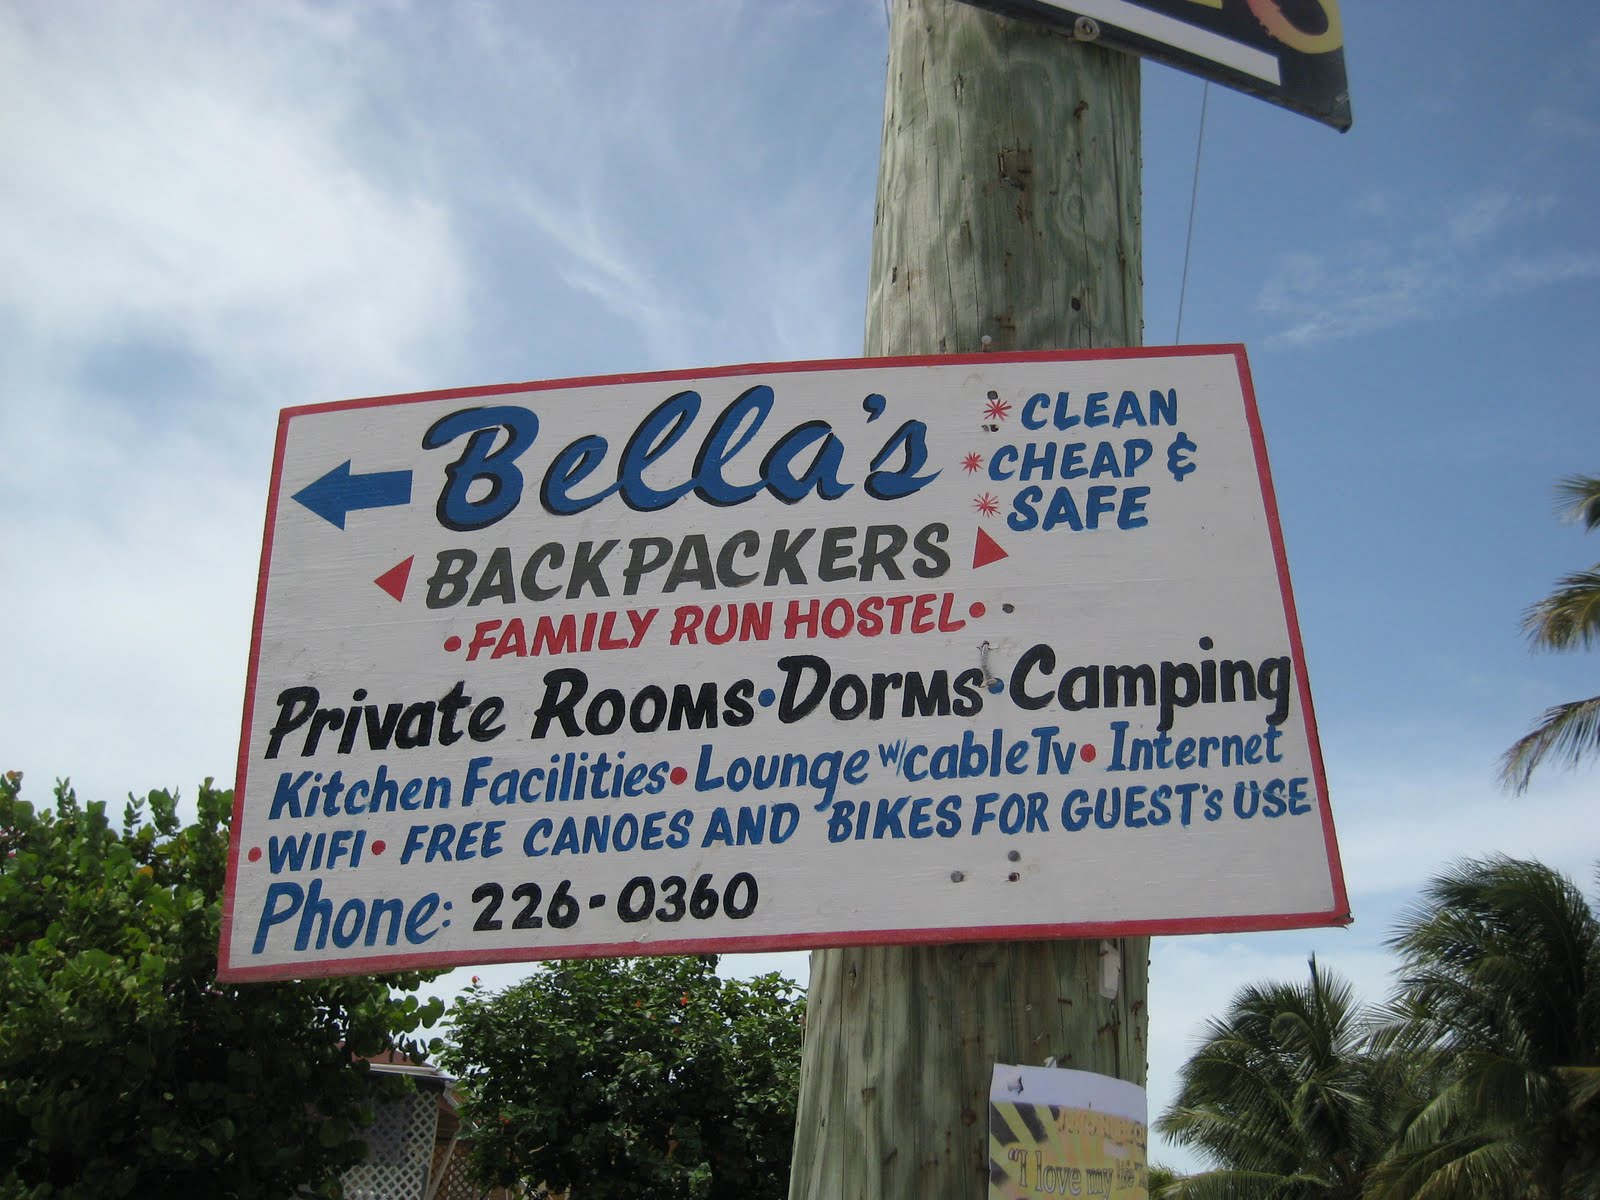 Bella's
* CLEAN
* CHEAP &
* SAFE
BACKPACKERS
•FAMILY RUN HOSTEL•
Private ROOMS•DORMS•Camping
Kitchen Facilities•Lounge w/cable Tv•Internet
•WIFI• FREE CANOES AND BIKES FOR GUEST's USE
Phone: 226-0360
"I love my